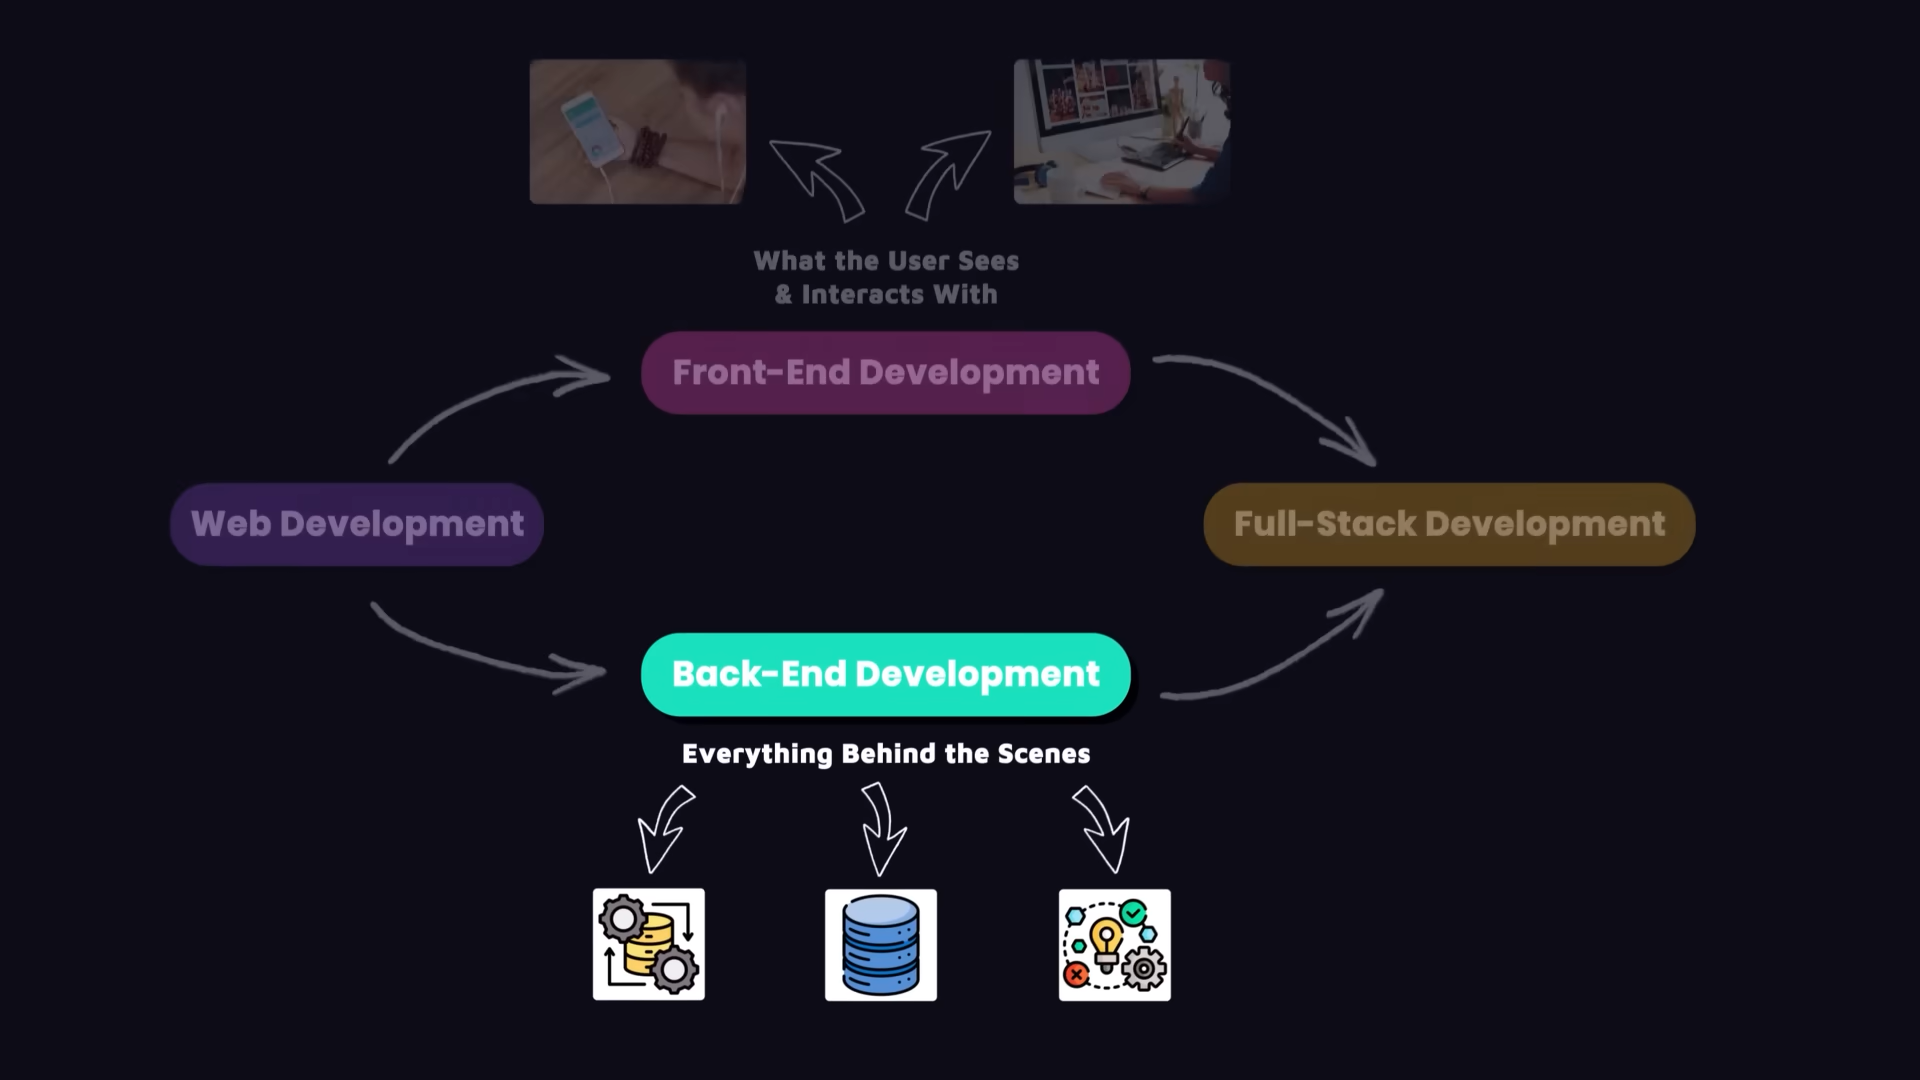 What the User Sees
& Interacts With
Front-End Development
Web Development
Full-Stack Development
Back-End Development
Everything Behind the Scenes